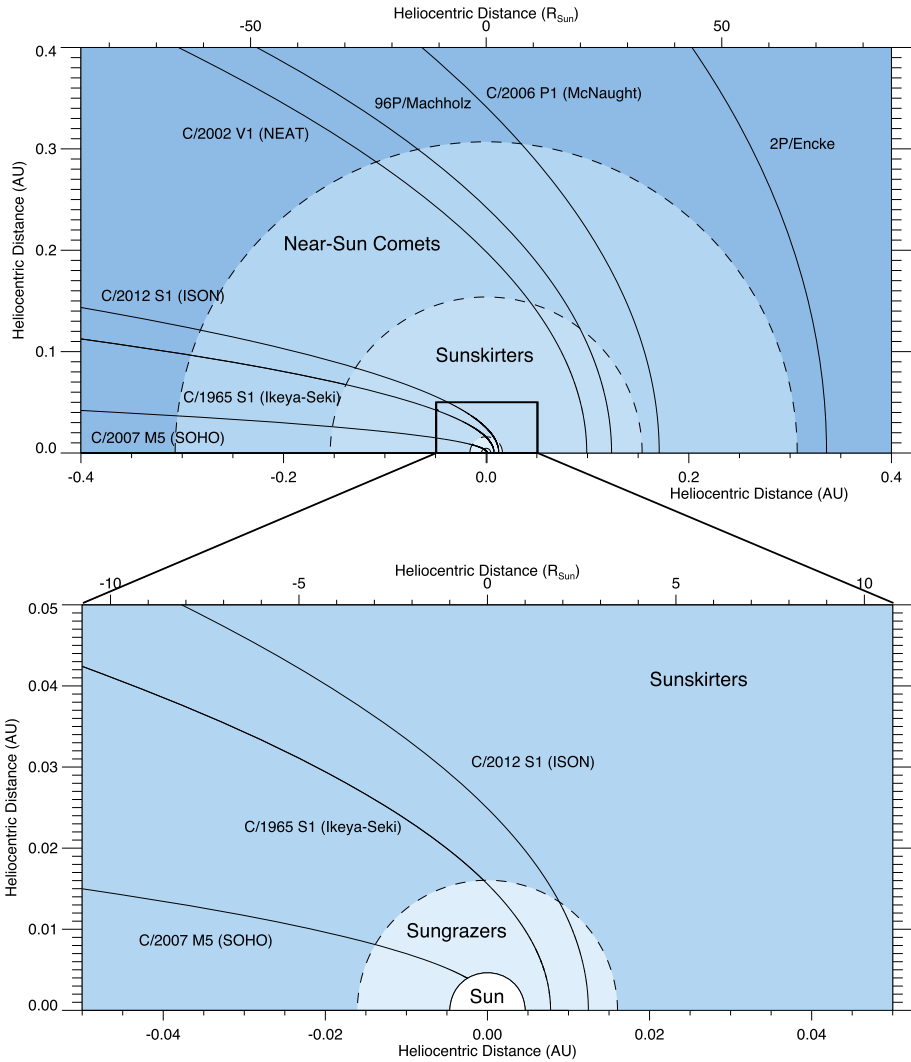 Heliocentric Distance (RSun)
-50 0 50
0.4
C/2006 P1 (McNaught)
96P/Machholz
C/2002 V1 (NEAT)
2P/Encke
0.3
Near-Sun Comets
0.2
C/2012 S1 (ISON)
Sunskirters
0.1
C/1965 S1 (Ikeya-Seki)
C/2007 M5 (SOHO)
0.0
Heliocentric Distance (AU)
-0.4 -0.2 0.0 0.2 0.4
Heliocentric Distance (AU)
Heliocentric Distance (RSun)
-10 -5 0 5 10
0.05
Sunskirters
0.04
C/2012 S1 (ISON)
0.03
C/1965 S1 (Ikeya-Seki)
0.02
Sungrazers
C/2007 M5 (SOHO)
0.01
Sun
0.00
Heliocentric Distance (AU)
-0.04 -0.02 0.00 0.02 0.04
Heliocentric Distance (AU)